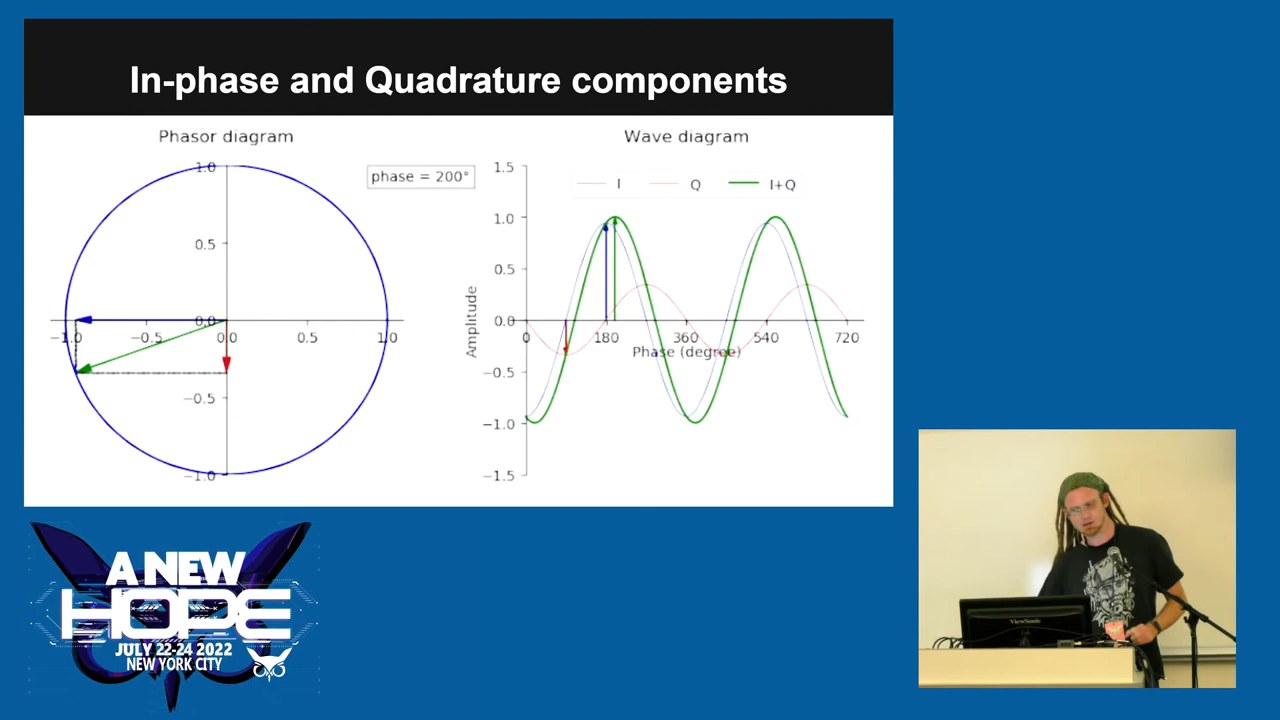 In-phase and Quadrature components
Phasor diagram
phase = 200°
1.0
0.5
0.0
−0.5
−1.0
−1.0
−0.5
0.0
0.5
1.0
Wave diagram
I
Q
I+Q
1.5
1.0
0.5
0.0
−0.5
−1.0
−1.5
Amplitude
0
180
360
540
720
Phase (degree)
A NEW
HOPE
JULY 22-24 2022
NEW YORK CITY
ViewSonic